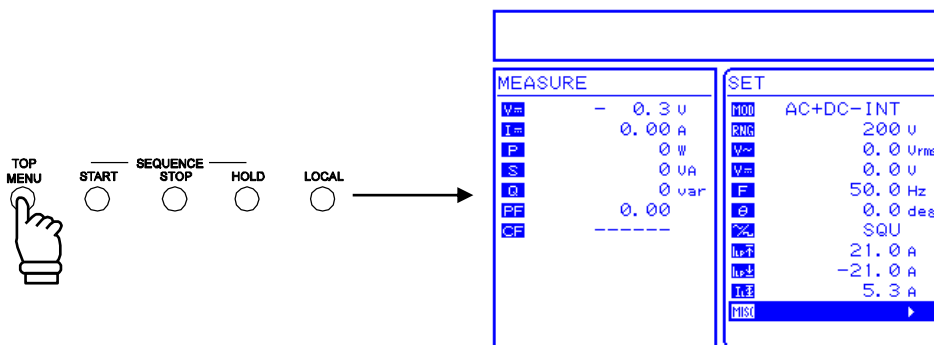 TOP
MENU
SEQUENCE
START
STOP
HOLD
LOCAL
MEASURE
V= - 0.3 V
I= 0.00 A
P 0 W
S 0 VA
Q 0 var
PF 0.00
CF ------
SET
MOD AC+DC-INT
RNG 200 V
V~ 0.0 Vrms
V= 0.0 V
F 50.0 Hz
θ 0.0 deg
SQU
21.0 A
-21.0 A
5.3 A
MISC